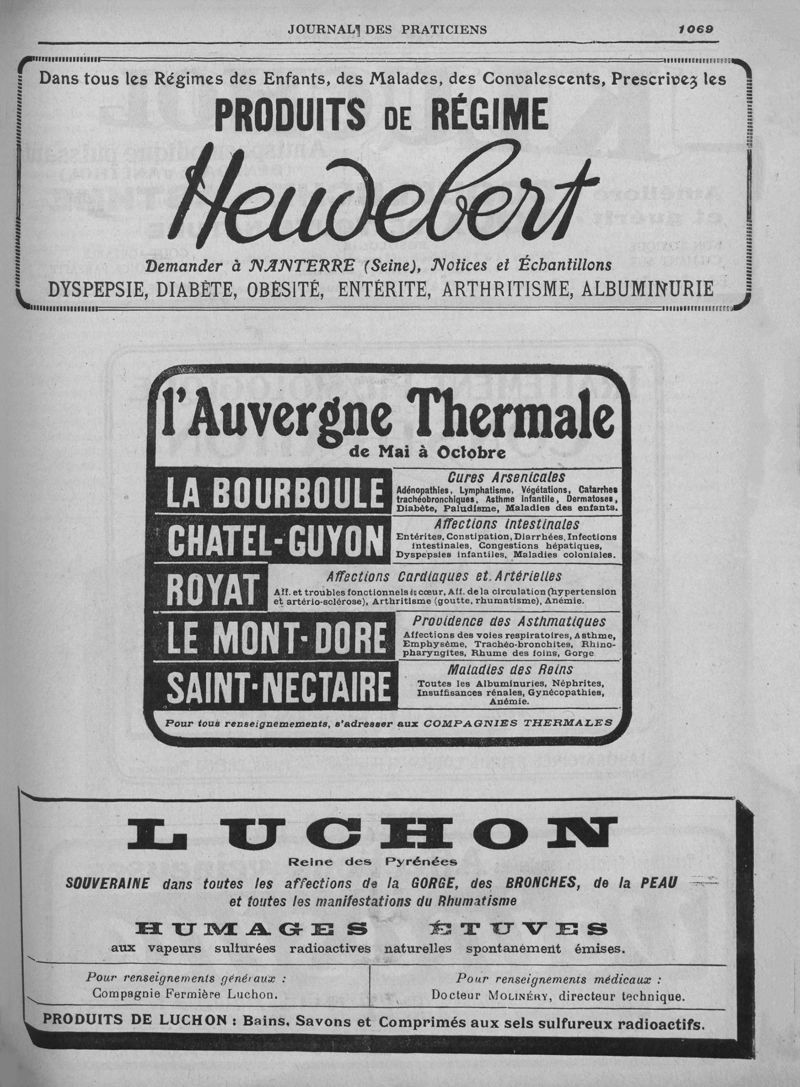 JOURNAL DES PRATICIENS 1069
Dans tous les Régimes des Enfants, des Malades, des Convalescents, Prescrivez les
PRODUITS DE RÉGIME
Heudebert
Demander à NANTERRE (Seine), Notices et Échantillons
DYSPEPSIE, DIABÈTE, OBÉSITÉ, ENTÉRITE, ARTHRITISME, ALBUMINURIE
l'Auvergne Thermale
de Mai à Octobre
LA BOURBOULE
Cures Arsenicales
Adénopathies, Lymphatisme, Végétations, Catarrhes
trachéobronchiques, Asthme Infantile, Dermatoses,
Diabète, Paludisme, Maladies des enfants.
CHATEL-GUYON
Affections intestinales
Entérites, Constipation, Diarrhées, Infections
intestinales, Congestions hépatiques,
Dyspepsies infantiles, Maladies coloniales.
ROYAT
Affections Cardiaques et Artérielles
Aff. et troubles fonctionnels du cœur, Aff. de la circulation (hypertension
et artério-sclérose), Arthritisme (goutte, rhumatisme), Anémie.
LE MONT-DORE
Providence des Asthmatiques
Affections des voies respiratoires, Asthme,
Emphysème, Trachéo-bronchites, Rhino-
pharyngites, Rhume des foins, Gorge
SAINT-NECTAIRE
Maladies des Reins
Toutes les Albuminuries, Néphrites,
Insuffisances rénales, Gynécopathies,
Anémie.
Pour tous renseignemements, s'adresser aux COMPAGNIES THERMALES
LUCHON
Reine des Pyrénées
SOUVERAINE dans toutes les affections de la GORGE, des BRONCHES, de la PEAU
et toutes les manifestations du Rhumatisme
HUMAGES ÉTUVES
aux vapeurs sulfurées radioactives naturelles spontanément émises.
Pour renseignements généraux :
Compagnie Fermière Luchon.
Pour renseignements médicaux :
Docteur MOLINÉRY, directeur technique.
PRODUITS DE LUCHON : Bains, Savons et Comprimés aux sels sulfureux radioactifs.